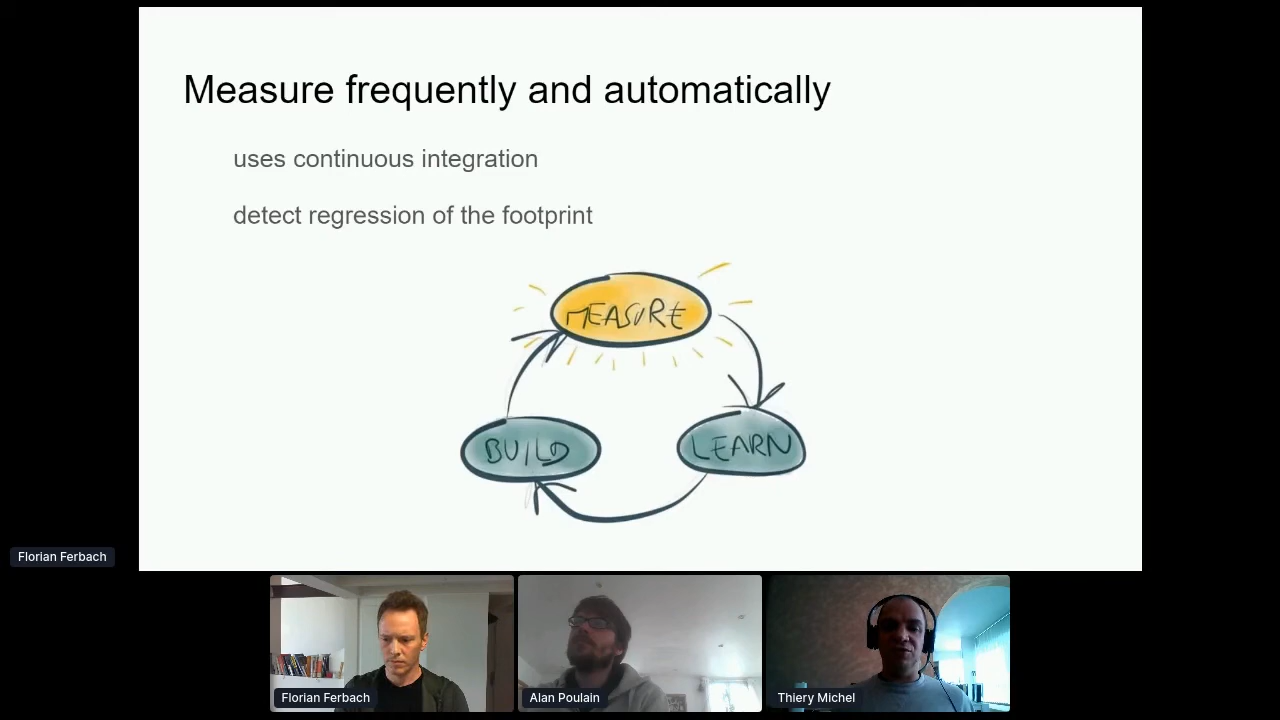 Measure frequently and automatically
uses continuous integration
detect regression of the footprint
MEASURE
BUILD
LEARN
Florian Ferbach
Florian Ferbach
Alan Poulain
Thiery Michel